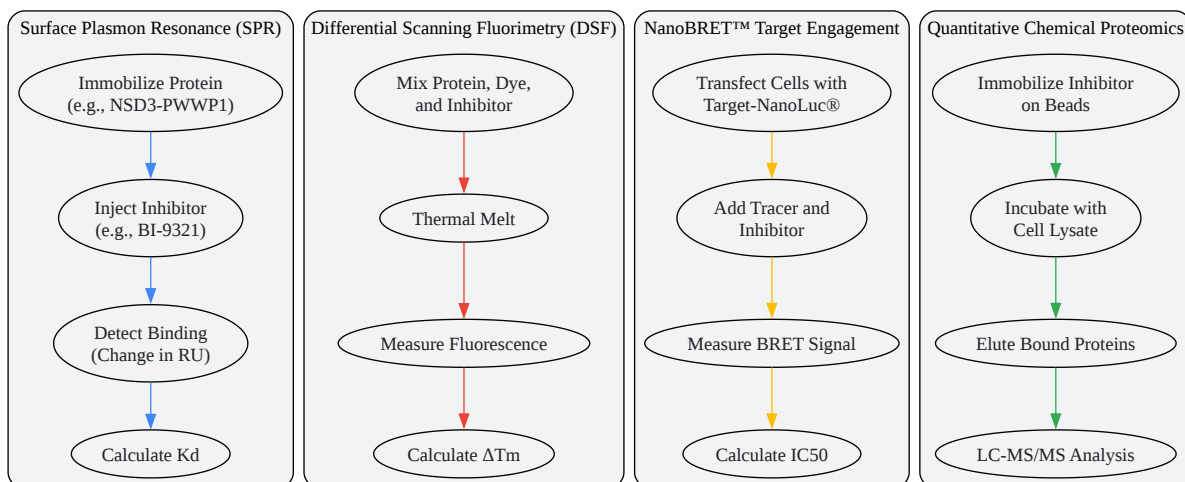 Surface Plasmon Resonance (SPR)
Immobilize Protein
(e.g., NSD3-PWWP1)
Inject Inhibitor
(e.g., BI-9321)
Detect Binding
(Change in RU)
Calculate Kd
Differential Scanning Fluorimetry (DSF)
Mix Protein, Dye,
and Inhibitor
Thermal Melt
Measure Fluorescence
Calculate ΔTm
NanoBRET™ Target Engagement
Transfect Cells with
Target-NanoLuc®
Add Tracer and
Inhibitor
Measure BRET Signal
Calculate IC50
Quantitative Chemical Proteomics
Immobilize Inhibitor
on Beads
Incubate with
Cell Lysate
Elute Bound Proteins
LC-MS/MS Analysis